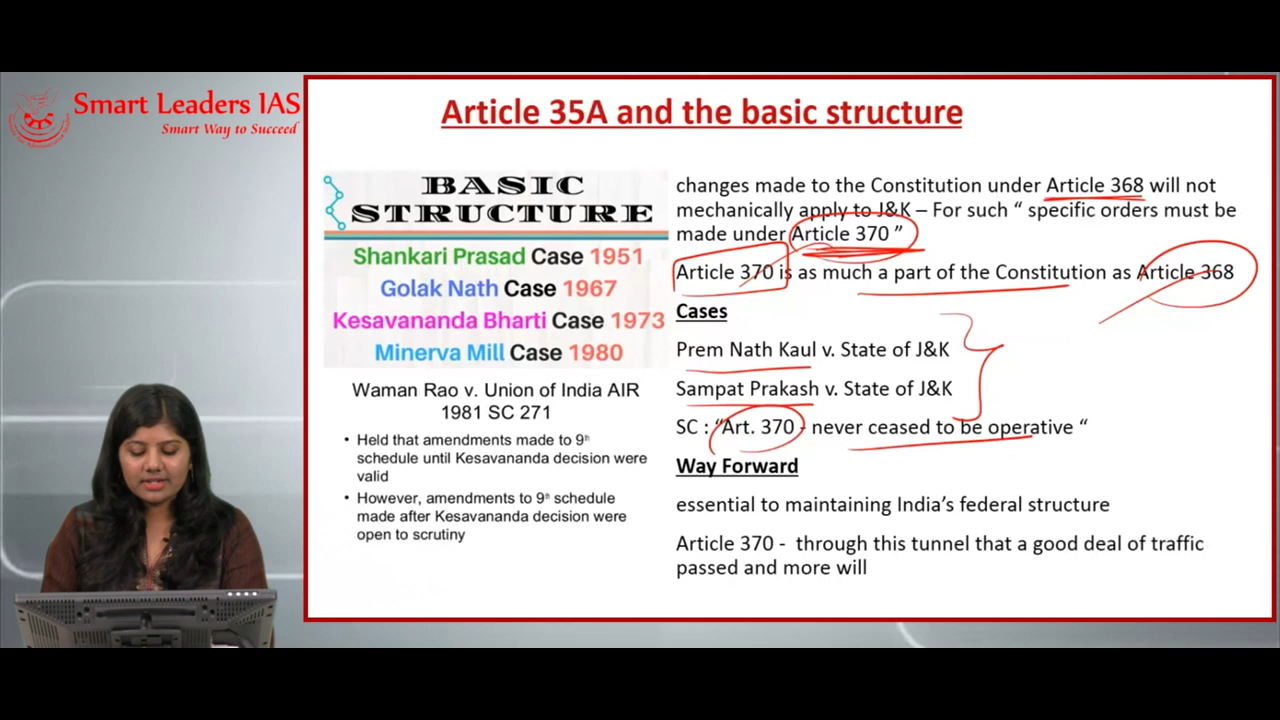 Smart Leaders IAS
Smart Way to Succeed
Article 35A and the basic structure
BASIC
STRUCTURE
Shankari Prasad Case 1951
Golak Nath Case 1967
Kesavananda Bharti Case 1973
Minerva Mill Case 1980
Waman Rao v. Union of India AIR
1981 SC 271
• Held that amendments made to 9th
schedule until Kesavananda decision were
valid
• However, amendments to 9th schedule
made after Kesavananda decision were
open to scrutiny
changes made to the Constitution under Article 368 will not
mechanically apply to J&K – For such “ specific orders must be
made under Article 370 ”
Article 370 is as much a part of the Constitution as Article 368
Cases
Prem Nath Kaul v. State of J&K
Sampat Prakash v. State of J&K
SC : “Art. 370 - never ceased to be operative “
Way Forward
essential to maintaining India’s federal structure
Article 370 - through this tunnel that a good deal of traffic
passed and more will